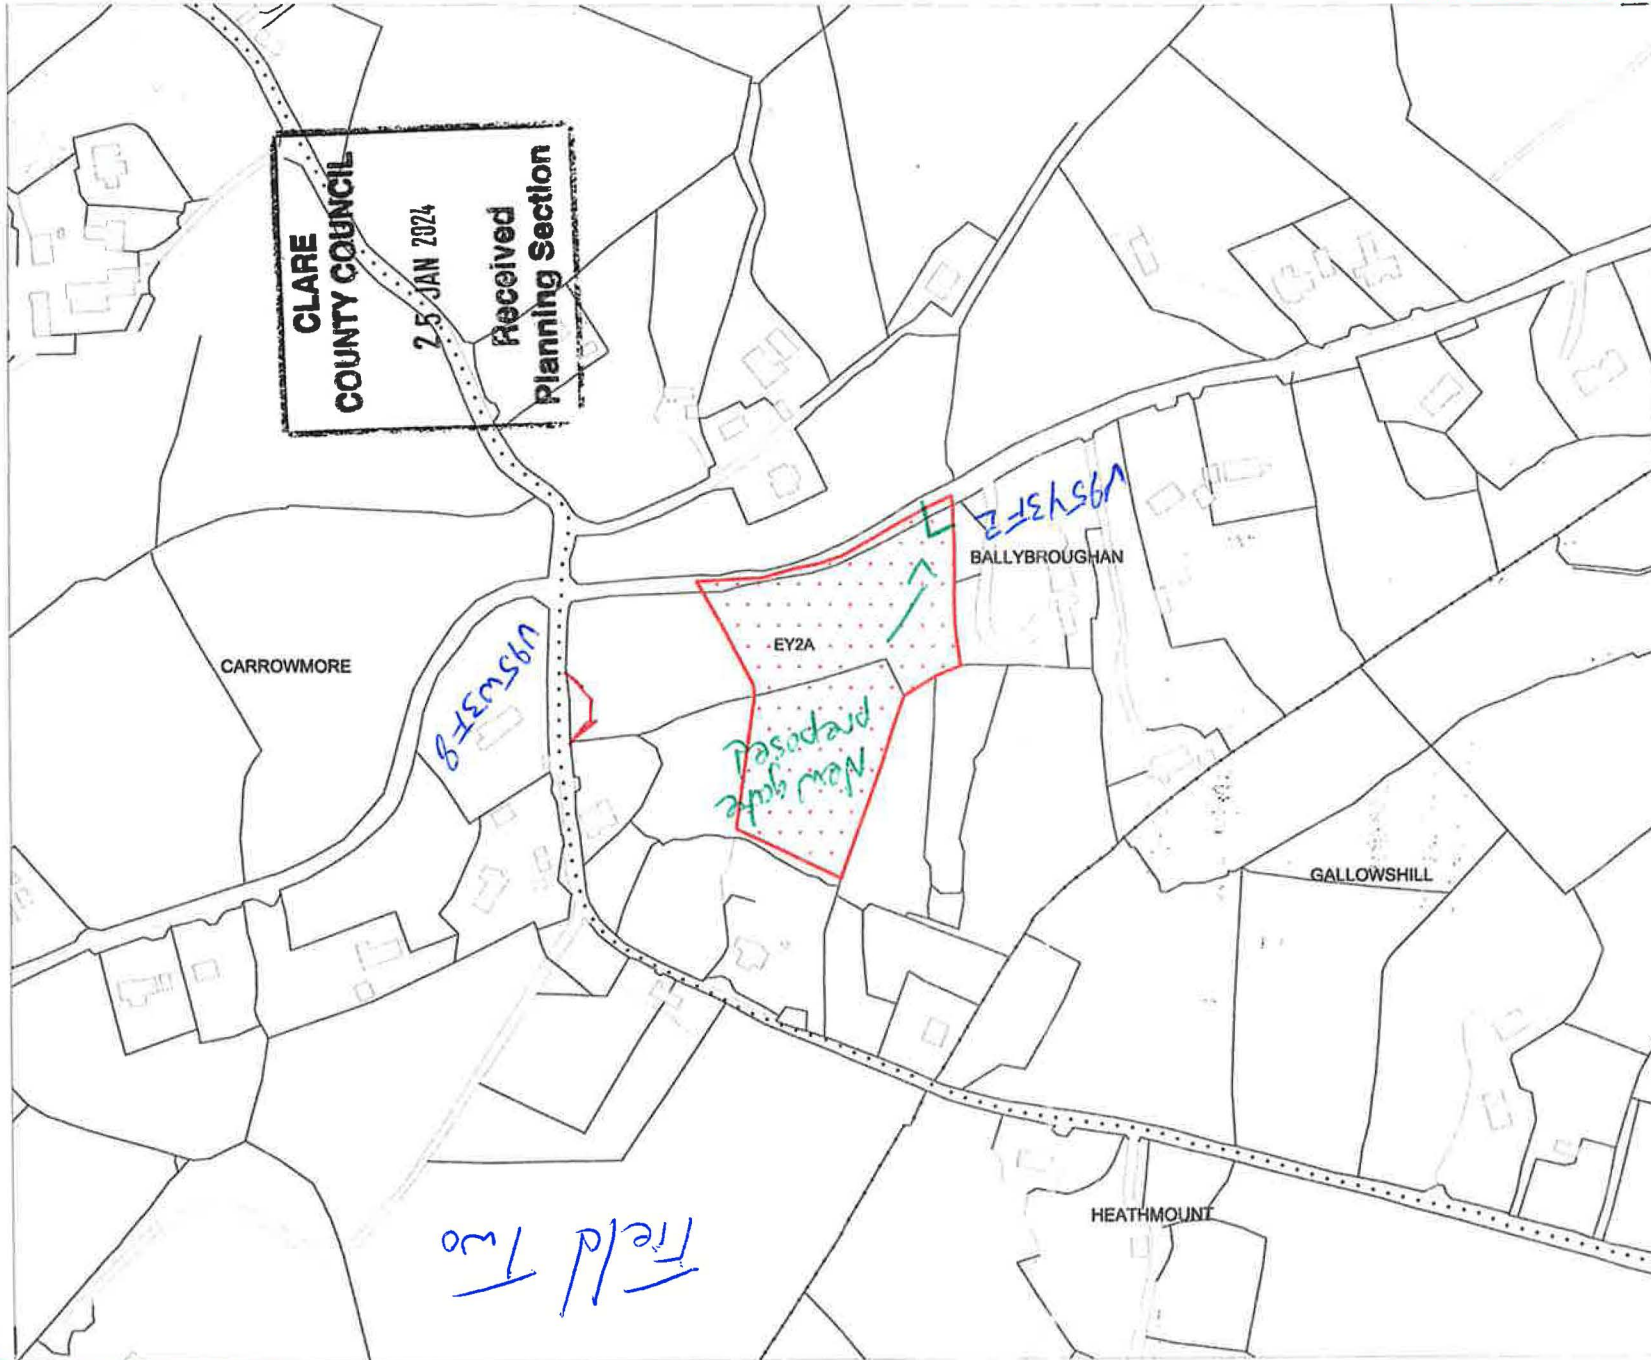 CLARE
COUNTY COUNCIL
25 JAN 2024
Received
Planning Section
V95Y3F2
BALLYBROUGHAN
EY2A
CARROWMORE
V95W3F8
New gate
proposed
GALLOWSHILL
HEATHMOUNT
Field Two